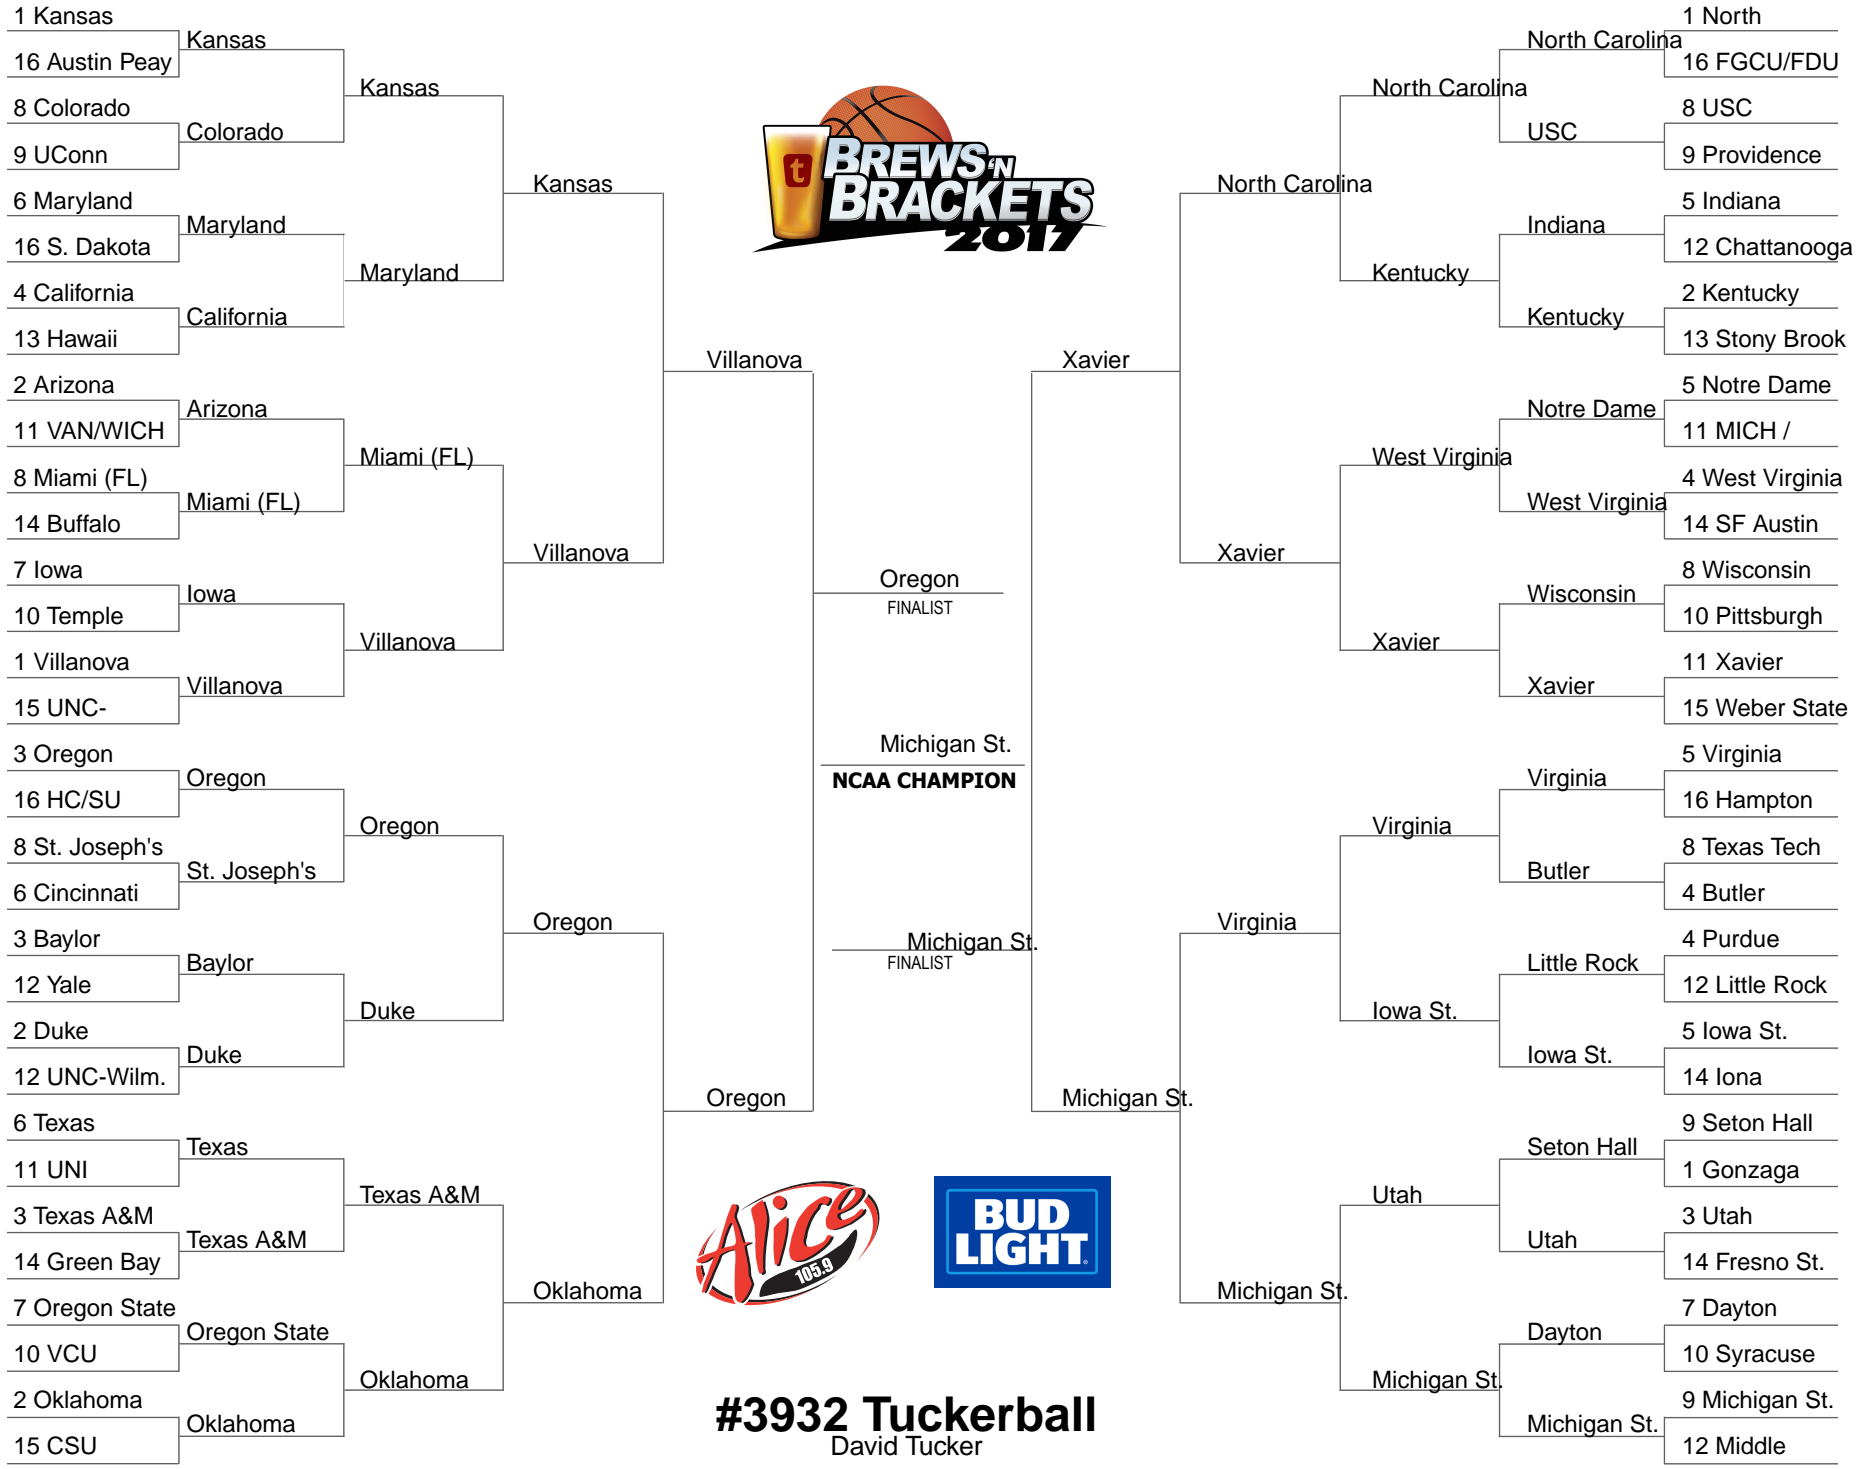 1 Kansas
16 Austin Peay
8 Colorado
9 UConn
6 Maryland
16 S. Dakota
4 California
13 Hawaii
2 Arizona
11 VAN/WICH
8 Miami (FL)
14 Buffalo
7 Iowa
10 Temple
1 Villanova
15 UNC-
3 Oregon
16 HC/SU
8 St. Joseph's
6 Cincinnati
3 Baylor
12 Yale
2 Duke
12 UNC-Wilm.
6 Texas
11 UNI
3 Texas A&M
14 Green Bay
7 Oregon State
10 VCU
2 Oklahoma
15 CSU
Kansas
Colorado
Maryland
California
Arizona
Miami (FL)
Iowa
Villanova
Oregon
St. Joseph's
Baylor
Duke
Texas
Texas A&M
Oregon State
Oklahoma
Kansas
Maryland
Miami (FL)
Villanova
Oregon
Duke
Texas A&M
Oklahoma
Kansas
Villanova
Oregon
Oklahoma
Villanova
Oregon
t
BREWS 'N
BRACKETS
2017
Oregon
FINALIST
Michigan St.
NCAA CHAMPION
Michigan St.
FINALIST
Alice
105.9
BUD
LIGHT
#3932 Tuckerball
David Tucker
Xavier
Michigan St.
North Carolina
Xavier
Virginia
Michigan St.
North Carolina
Kentucky
West Virginia
Xavier
Virginia
Iowa St.
Utah
Michigan St.
North Carolina
USC
Indiana
Kentucky
Notre Dame
West Virginia
Wisconsin
Xavier
Virginia
Butler
Little Rock
Iowa St.
Seton Hall
Utah
Dayton
Michigan St.
1 North
16 FGCU/FDU
8 USC
9 Providence
5 Indiana
12 Chattanooga
2 Kentucky
13 Stony Brook
5 Notre Dame
11 MICH /
4 West Virginia
14 SF Austin
8 Wisconsin
10 Pittsburgh
11 Xavier
15 Weber State
5 Virginia
16 Hampton
8 Texas Tech
4 Butler
4 Purdue
12 Little Rock
5 Iowa St.
14 Iona
9 Seton Hall
1 Gonzaga
3 Utah
14 Fresno St.
7 Dayton
10 Syracuse
9 Michigan St.
12 Middle